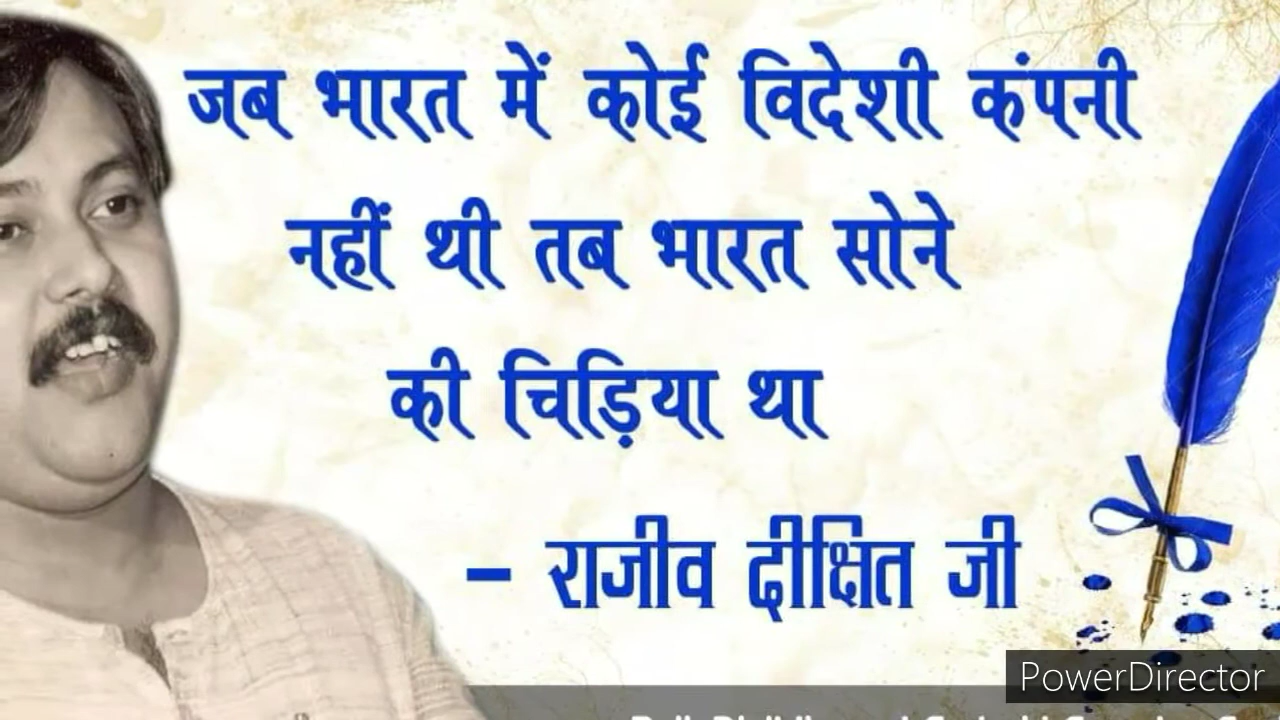 जब भारत में कोई विदेशी कंपनी
नहीं थी तब भारत सोने
की चिड़िया था
- राजीव दीक्षित जी
PowerDirector